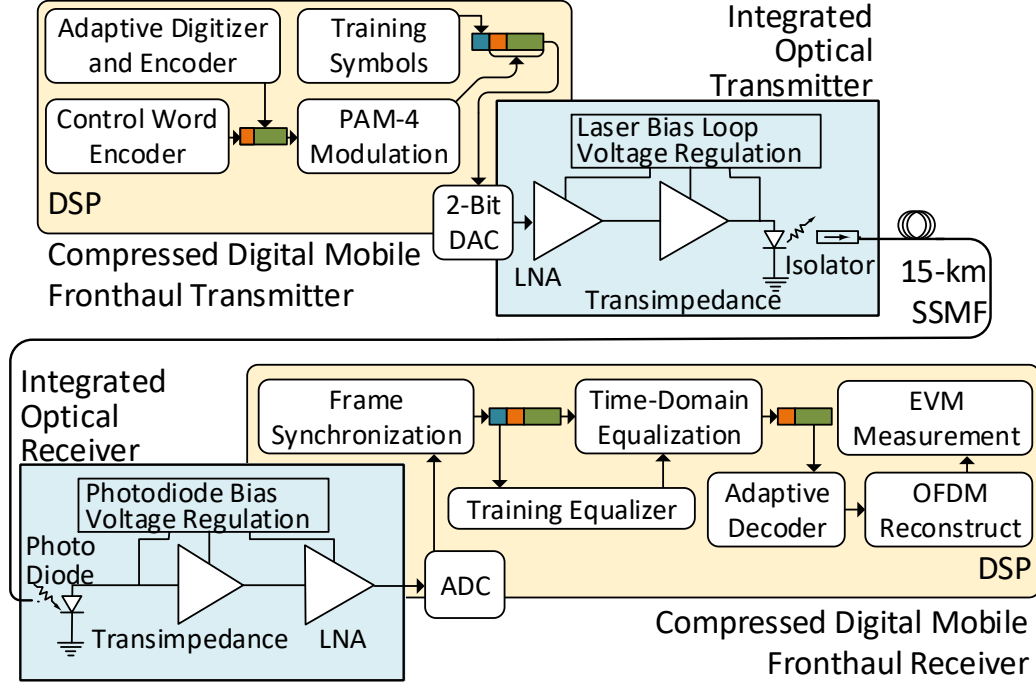 Adaptive Digitizer
and Encoder
Training
Symbols
Integrated
Optical
Transmitter
Control Word
Encoder
PAM-4
Modulation
Laser Bias Loop
Voltage Regulation
DSP
2-Bit
DAC
Compressed Digital Mobile
Fronthaul Transmitter
LNA
Transimpedance
Isolator
15-km
SSMF
Integrated
Optical
Receiver
Frame
Synchronization
Time-Domain
Equalization
EVM
Measurement
Training Equalizer
Adaptive
Decoder
OFDM
Reconstruct
Photodiode Bias
Voltage Regulation
Photo
Diode
ADC
DSP
Transimpedance
LNA
Compressed Digital Mobile
Fronthaul Receiver